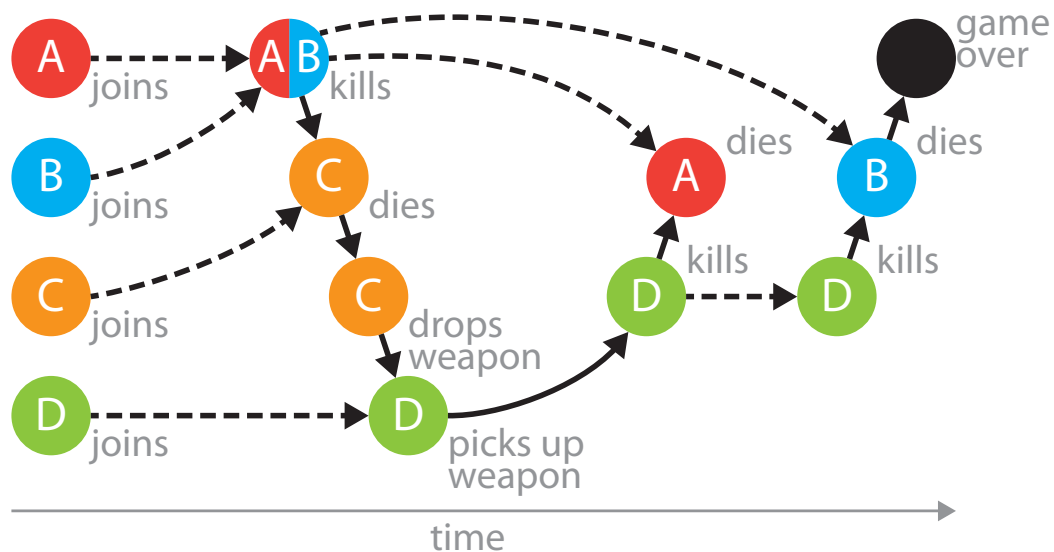 A
joins
A B
kills
game
over
B
joins
C
dies
A
dies
B
dies
C
joins
C
drops
weapon
D
kills
D
kills
D
joins
D
picks up
weapon
time